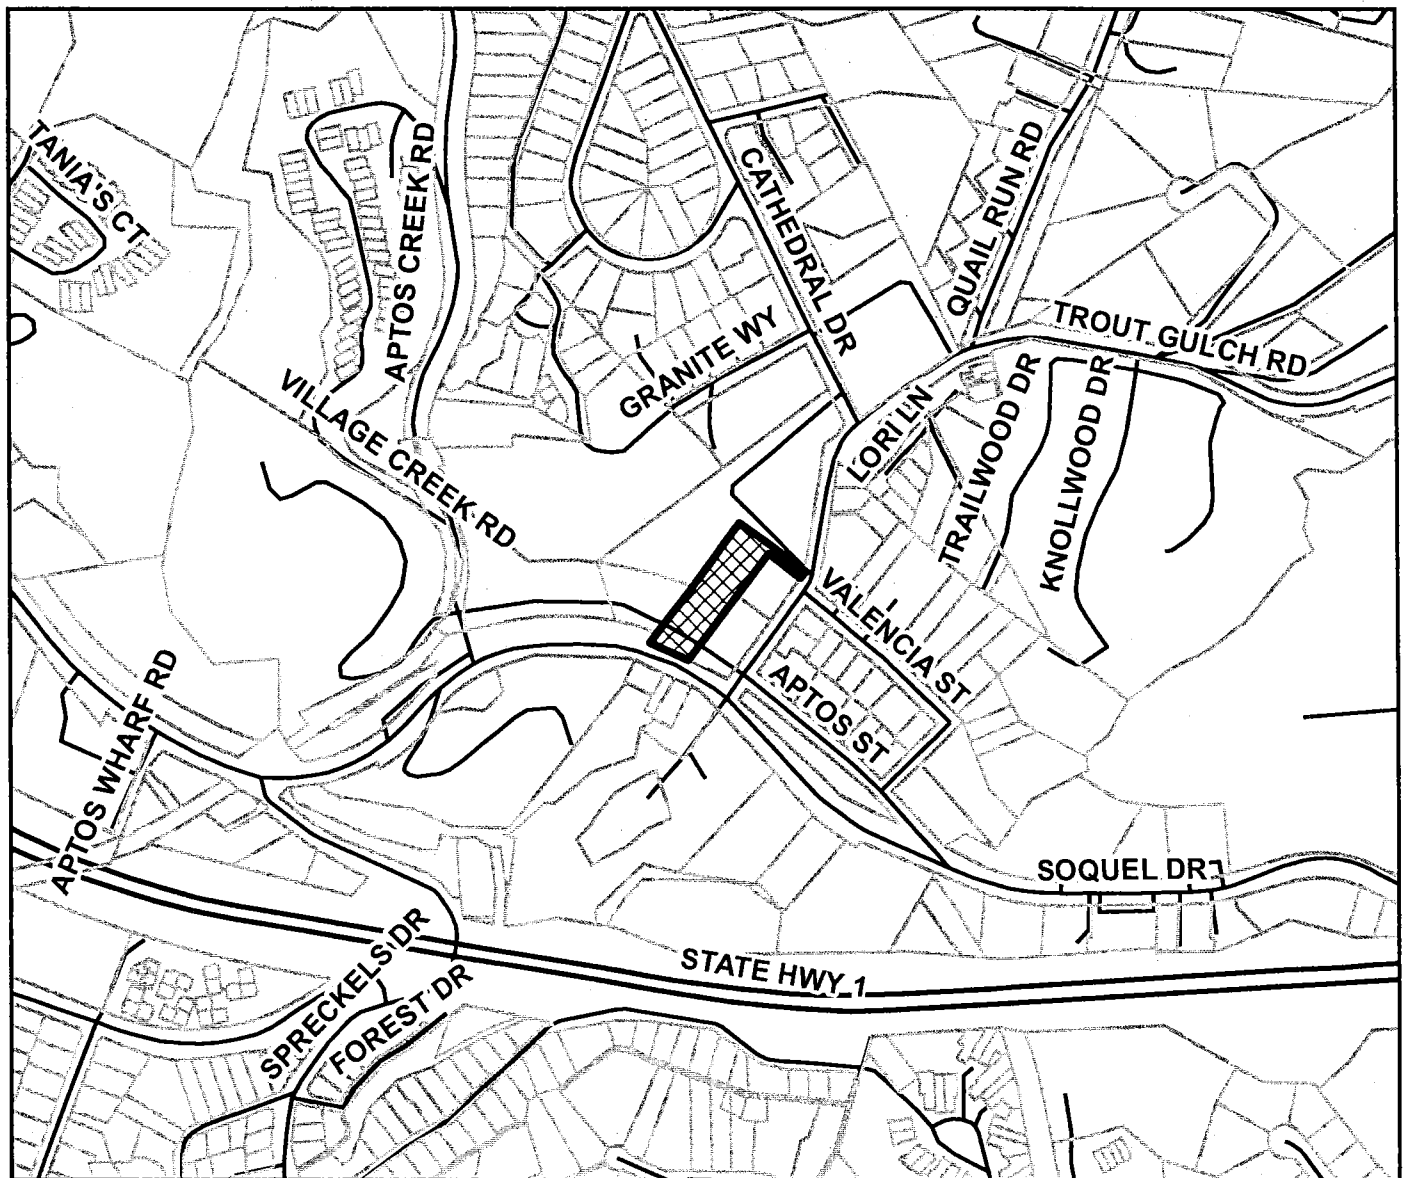 TANIA'S CT
APTOS CREEK RD
CATHEDRAL DR
QUAIL RUN RD
TROUT GULCH RD
GRANITE WY
VILLAGE CREEK RD
LORI LN
TRAILWOOD DR
KNOLLWOOD DR
VALENCIA ST
APTOS ST
APTOS WHARF RD
SOQUEL DR
SPRECKELS DR
FOREST DR
STATE HWY 1